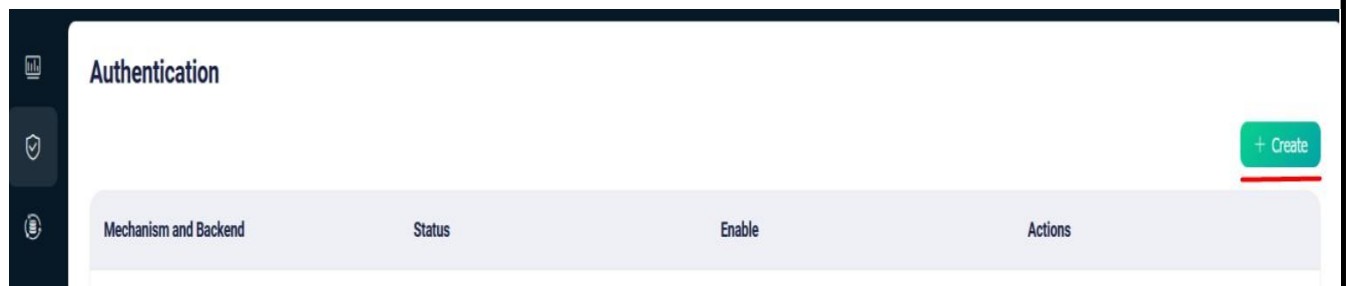 Authentication
+ Create
Mechanism and Backend Status Enable Actions